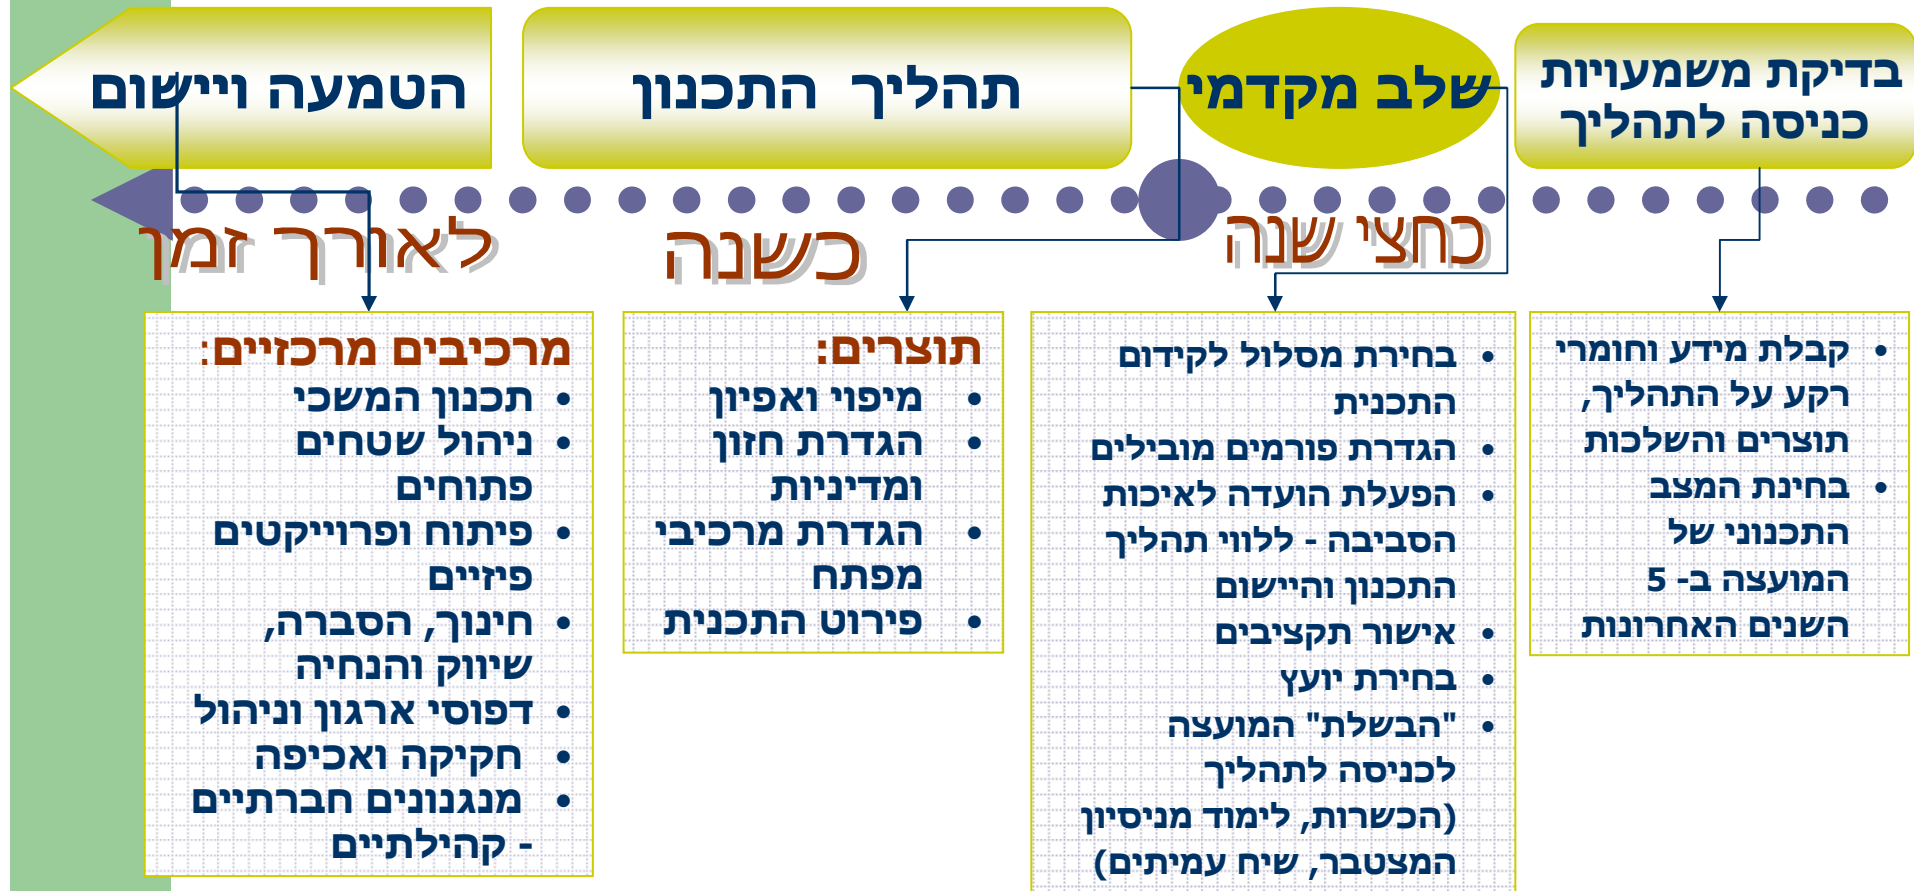 בדיקת משמעויות
כניסה לתהליך
שלב מקדמי
תהליך התכנון
הטמעה ויישום
כחצי שנה
כשנה
לאורך זמן
• קבלת מידע וחומרי
רקע על התהליך,
תוצרים והשלכות
• בחינת המצב
התכנוני של
המועצה ב- 5
השנים האחרונות
• בחירת מסלול לקידום
התכנית
• הגדרת פורמים מובילים
• הפעלת הועדה לאיכות
הסביבה - ללווי תהליך
התכנון והיישום
• אישור תקציבים
• בחירת יועץ
• "הבשלת" המועצה
לכניסה לתהליך
(הכשרות, לימוד מניסיון
המצטבר, שיח עמיתים)
תוצרים:
• מיפוי ואפיון
• הגדרת חזון
ומדיניות
• הגדרת מרכיבי
מפתח
• פירוט התכנית
מרכיבים מרכזיים:
• תכנון המשכי
• ניהול שטחים
פתוחים
• פיתוח ופרוייקטים
פיזיים
• חינוך, הסברה,
שיווק והנחיה
• דפוסי ארגון וניהול
• חקיקה ואכיפה
• מנגנונים חברתיים
- קהילתיים